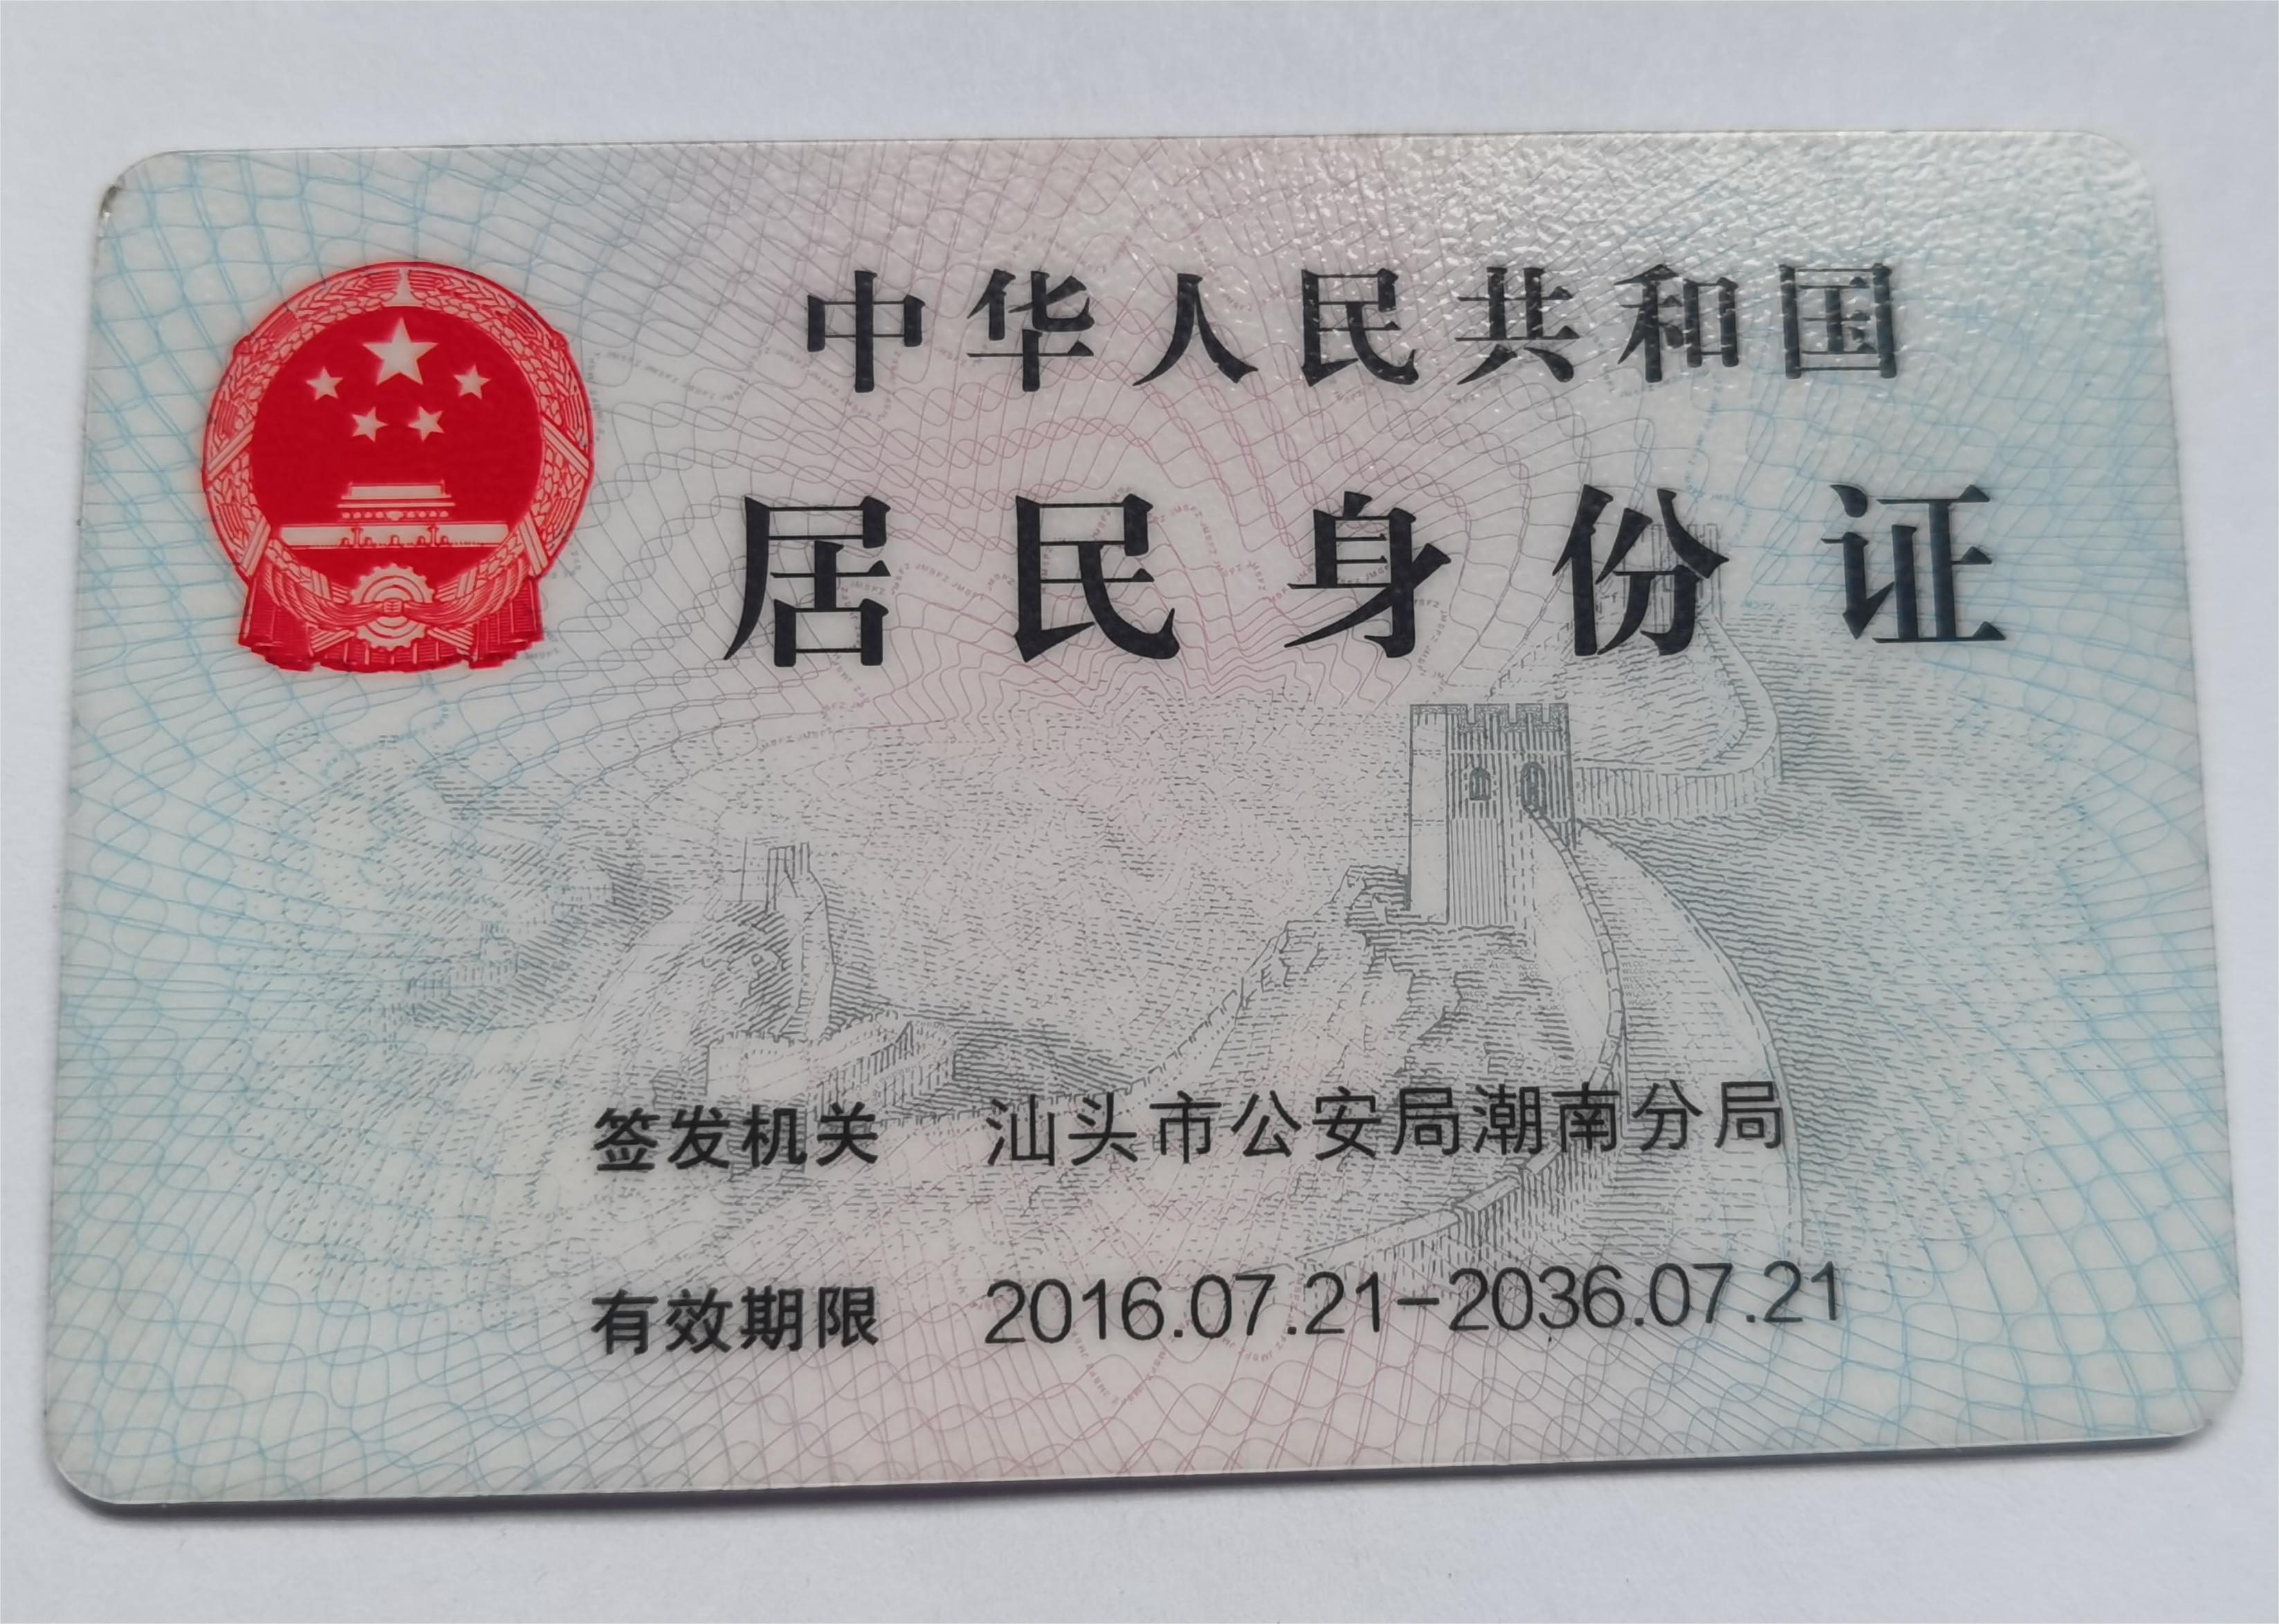 中华人民共和国
居民身份证
签发机关 汕头市公安局潮南分局
有效期限 2016.07.21-2036.07.21